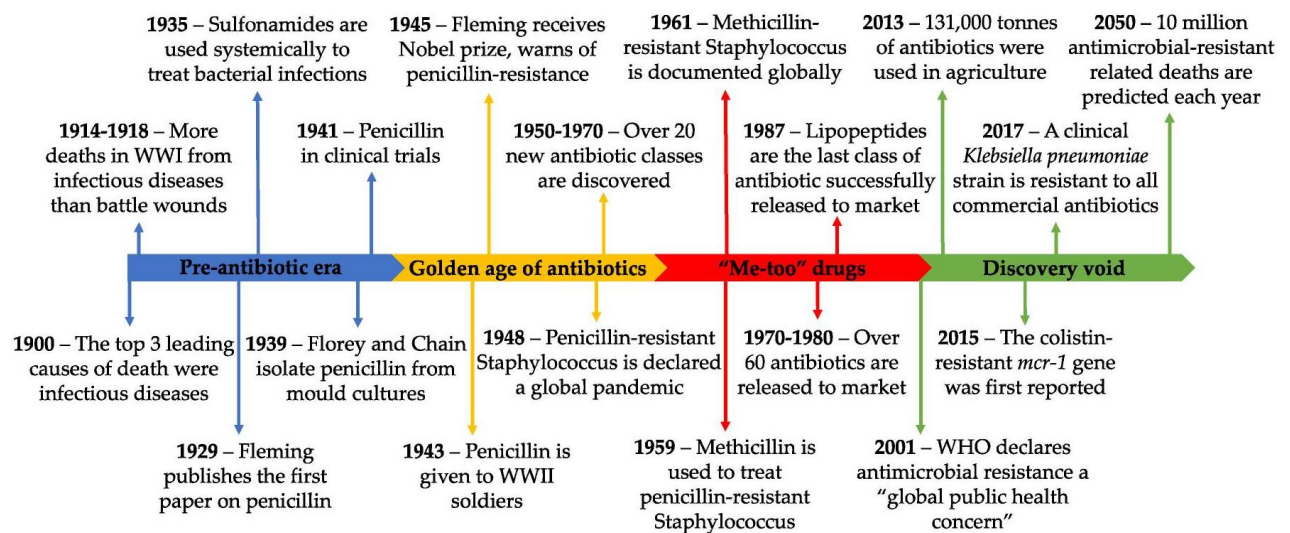 1935 – Sulfonamides are
used systemically to
treat bacterial infections
1945 – Fleming receives
Nobel prize, warns of
penicillin-resistance
1961 – Methicillin-
resistant Staphylococcus
is documented globally
2013 – 131,000 tonnes
of antibiotics were
used in agriculture
2050 – 10 million
antimicrobial-resistant
related deaths are
predicted each year
1914-1918 – More
deaths in WWI from
infectious diseases
than battle wounds
1941 – Penicillin
in clinical trials
1950-1970 – Over 20
new antibiotic classes
are discovered
1987 – Lipopeptides
are the last class of
antibiotic successfully
released to market
2017 – A clinical
Klebsiella pneumoniae
strain is resistant to all
commercial antibiotics
Pre-antibiotic era
Golden age of antibiotics
“Me-too” drugs
Discovery void
1900 – The top 3 leading
causes of death were
infectious diseases
1939 – Florey and Chain
isolate penicillin from
mould cultures
1948 – Penicillin-resistant
Staphylococcus is declared
a global pandemic
1970-1980 – Over
60 antibiotics are
released to market
2015 – The colistin-
resistant mcr-1 gene
was first reported
1929 – Fleming
publishes the first
paper on penicillin
1943 – Penicillin is
given to WWII
soldiers
1959 – Methicillin is
used to treat
penicillin-resistant
Staphylococcus
2001 – WHO declares
antimicrobial resistance a
“global public health
concern”